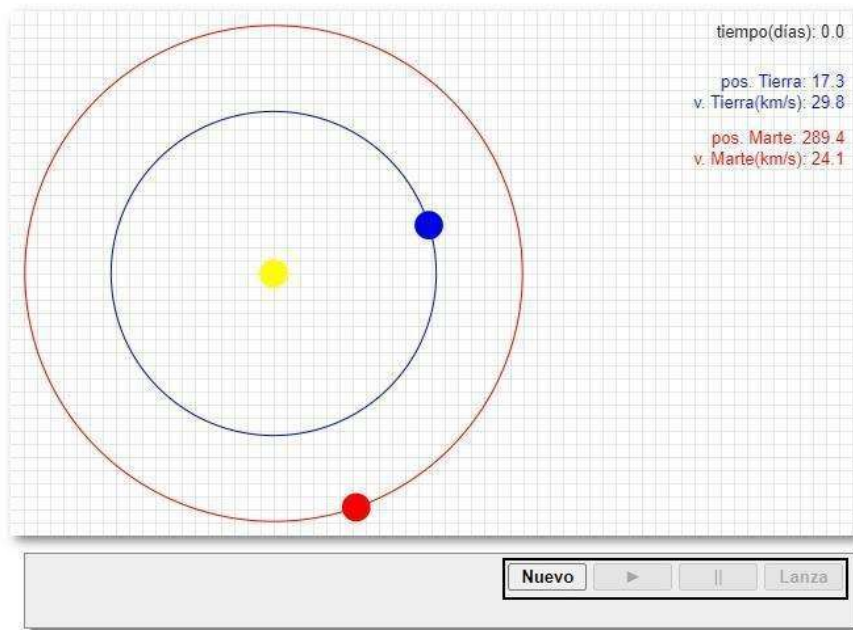 tiempo(días): 0.0
pos. Tierra: 17.3
v. Tierra(km/s): 29.8
pos. Marte: 289.4
v. Marte(km/s): 24.1
Nuevo ► || Lanza